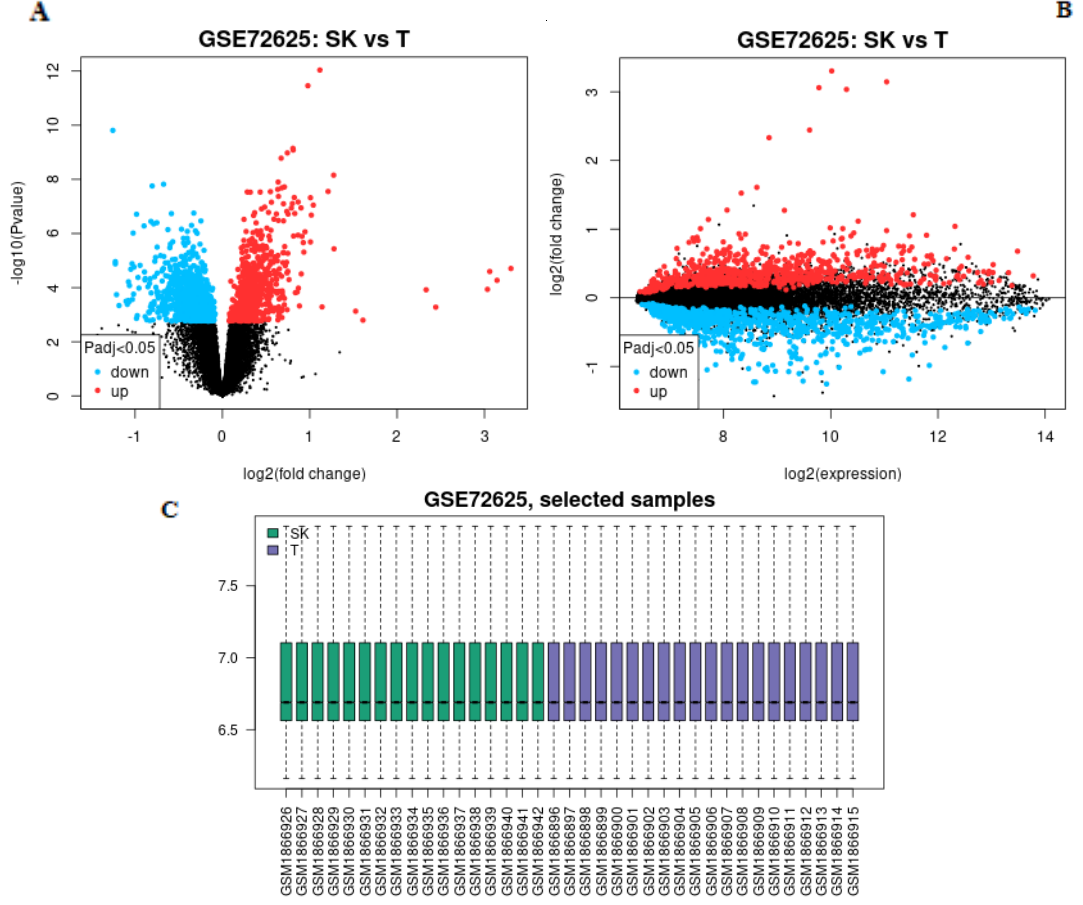 A
B
GSE72625: SK vs T
-log10(Pvalue)
12
10
8
6
4
2
0
Padj<0.05
down
up
-1
0
1
2
3
log2(fold change)
GSE72625: SK vs T
log2(fold change)
3
2
1
0
-1
Padj<0.05
down
up
8
10
12
14
log2(expression)
C
GSE72625, selected samples
SK
T
7.5
7.0
6.5
GSM1866926
GSM1866927
GSM1866928
GSM1866929
GSM1866930
GSM1866931
GSM1866932
GSM1866933
GSM1866934
GSM1866935
GSM1866936
GSM1866937
GSM1866938
GSM1866939
GSM1866940
GSM1866941
GSM1866942
GSM1866896
GSM1866897
GSM1866898
GSM1866899
GSM1866900
GSM1866901
GSM1866902
GSM1866903
GSM1866904
GSM1866905
GSM1866906
GSM1866907
GSM1866908
GSM1866909
GSM1866910
GSM1866911
GSM1866912
GSM1866913
GSM1866914
GSM1866915